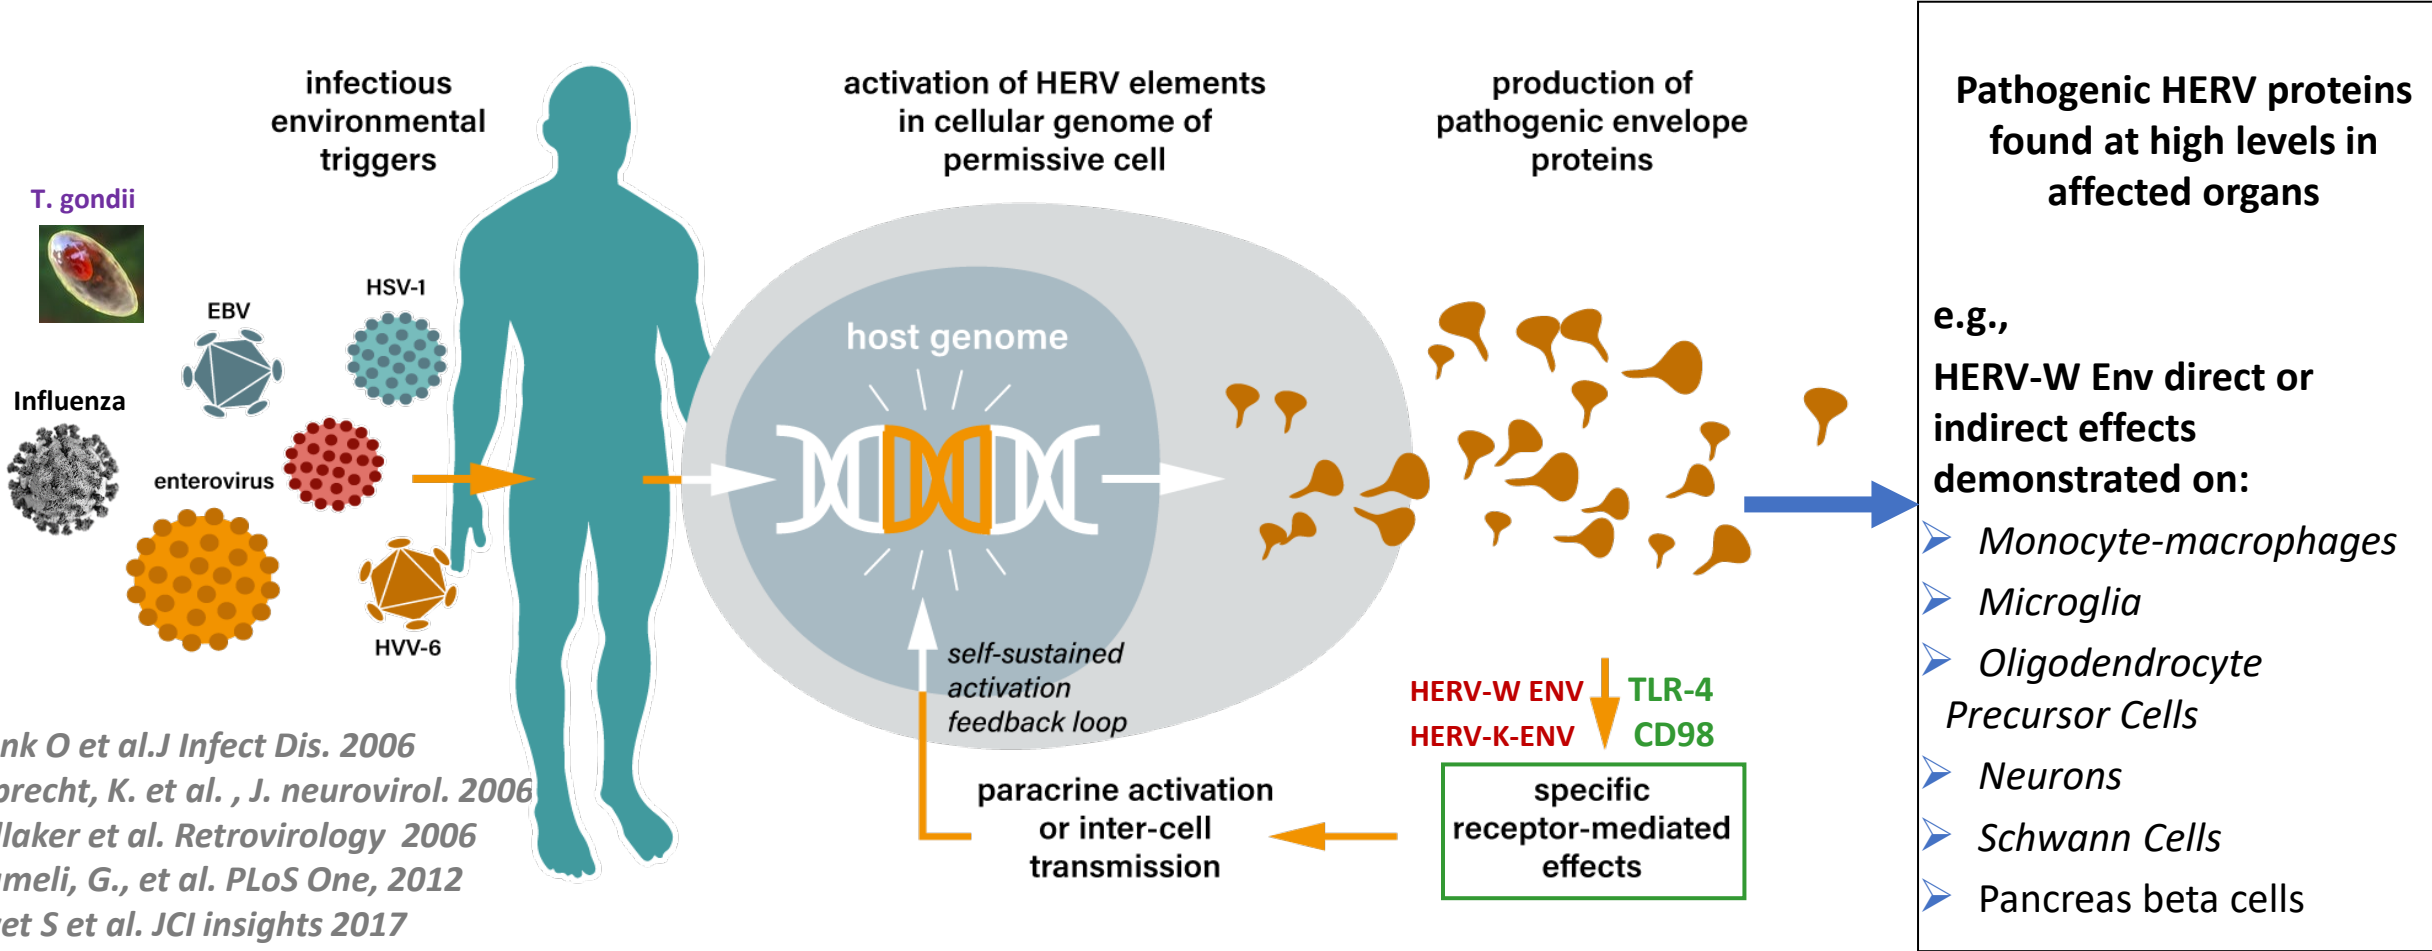 infectious
environmental
triggers
T. gondii
EBV
HSV-1
Influenza
enterovirus
HVV-6
activation of HERV elements
in cellular genome of
permissive cell
host genome
self-sustained
activation
feedback loop
production of
pathogenic envelope
proteins
HERV-W ENV
TLR-4
HERV-K-ENV
CD98
specific
receptor-mediated
effects
paracrine activation
or inter-cell
transmission
O et al.J Infect Dis. 2006
K. et al. , J. neurovirol. 2006
et al. Retrovirology 2006
G., et al. PLoS One, 2012
S et al. JCI insights 2017
Pathogenic HERV proteins
found at high levels in
affected organs
e.g.,
HERV-W Env direct or
indirect effects
demonstrated on:
Monocyte-macrophages
Microglia
Oligodendrocyte
Precursor Cells
Neurons
Schwann Cells
Pancreas beta cells